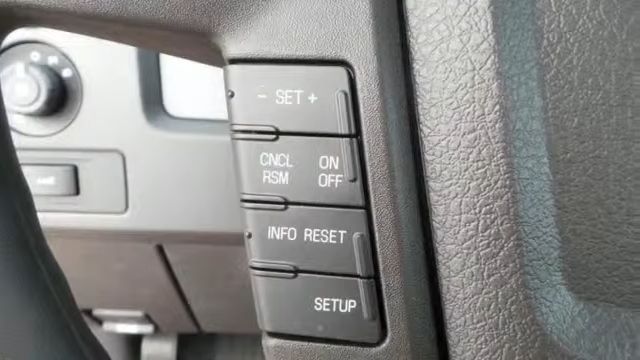 - SET +
CNCL ON
RSM OFF
INFO RESET
SETUP